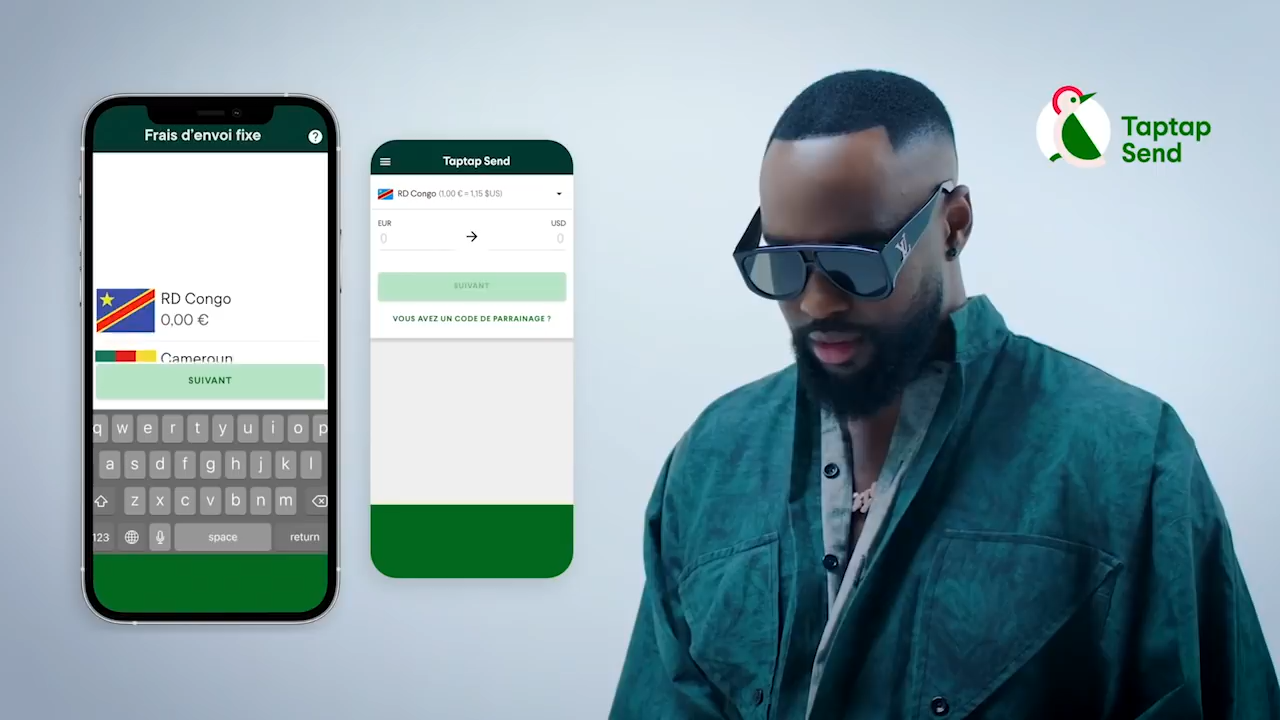 Frais d'envoi fixe
?
RD Congo
0,00 €
Cameroun
SUIVANT
q w e r t y u i o p
a s d f g h j k l
z x c v b n m
123 space return
Taptap Send
RD Congo (1.00 € = 1,15 $US)
EUR USD
0 0
SUIVANT
VOUS AVEZ UN CODE DE PARRAINAGE ?
LV
Taptap
Send